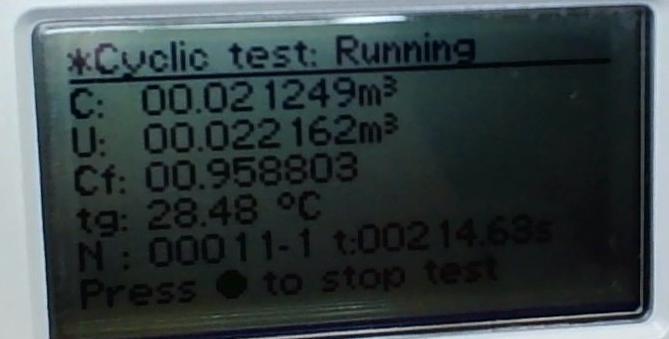 *Cyclic test: Running
C: 00.021249m³
U: 00.022162m³
Cf: 00.958803
tg: 28.48 ºC
N : 00011-1 t:00214.63s
Press ● to stop test